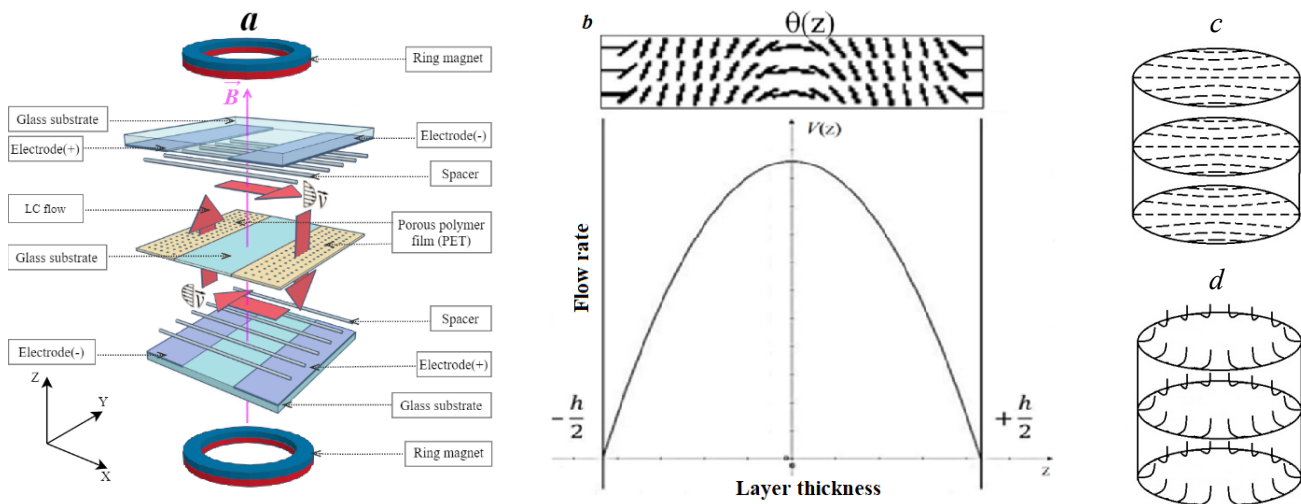 a
Ring magnet
B
Glass substrate
Electrode(+)
Electrode(-)
Spacer
LC flow
V
Porous polymer
film (PET)
Glass substrate
V
Spacer
Electrode(-)
Electrode(+)
Glass substrate
Ring magnet
Z
Y
X
b
θ(z)
V(z)
Flow rate
− h/2
+ h/2
z
o
Layer thickness
c
d